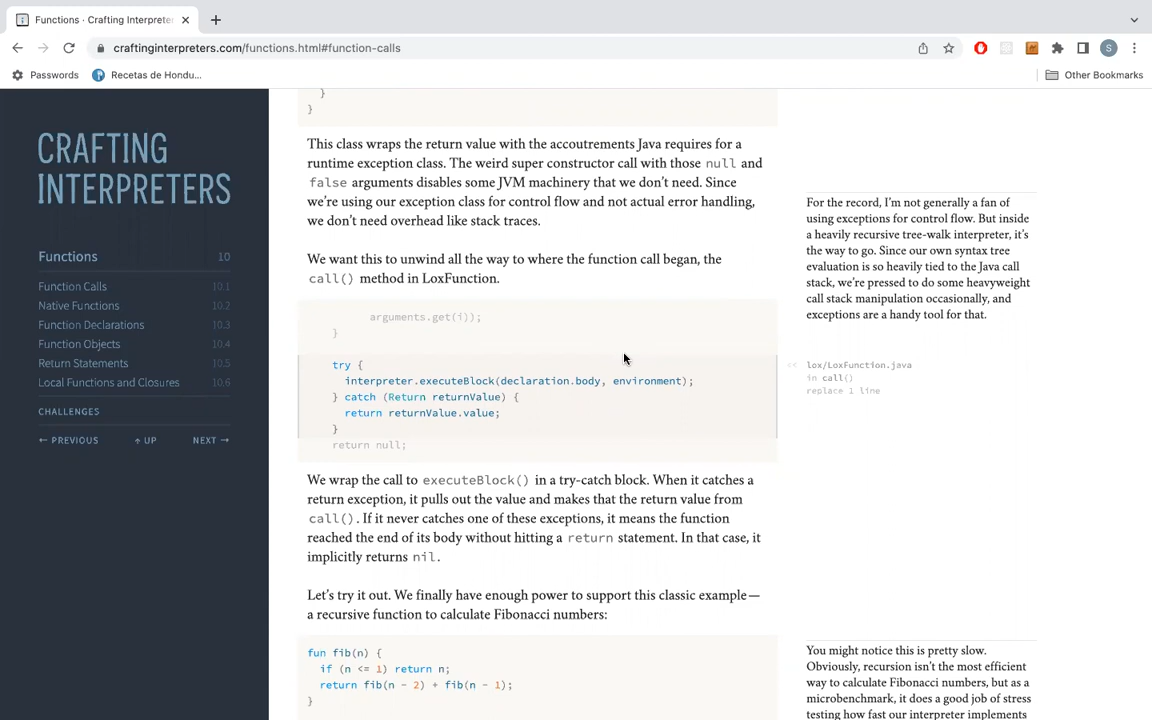 Functions · Crafting Interpreter
craftinginterpreters.com/functions.html#function-calls
S
Passwords
Recetas de Hondu...
Other Bookmarks
CRAFTING
INTERPRETERS
Functions 10
Function Calls 10.1
Native Functions 10.2
Function Declarations 10.3
Function Objects 10.4
Return Statements 10.5
Local Functions and Closures 10.6
CHALLENGES
← PREVIOUS ↑ UP NEXT →
}
}
This class wraps the return value with the accoutrements Java requires for a
runtime exception class. The weird super constructor call with those null and
false arguments disables some JVM machinery that we don’t need. Since
we’re using our exception class for control flow and not actual error handling,
we don’t need overhead like stack traces.
We want this to unwind all the way to where the function call began, the
call() method in LoxFunction.
arguments.get(i));
}
try {
interpreter.executeBlock(declaration.body, environment);
} catch (Return returnValue) {
return returnValue.value;
}
return null;
We wrap the call to executeBlock() in a try-catch block. When it catches a
return exception, it pulls out the value and makes that the return value from
call(). If it never catches one of these exceptions, it means the function
reached the end of its body without hitting a return statement. In that case, it
implicitly returns nil.
Let’s try it out. We finally have enough power to support this classic example—
a recursive function to calculate Fibonacci numbers:
fun fib(n) {
if (n <= 1) return n;
return fib(n - 2) + fib(n - 1);
}
For the record, I’m not generally a fan of
using exceptions for control flow. But inside
a heavily recursive tree-walk interpreter, it’s
the way to go. Since our own syntax tree
evaluation is so heavily tied to the Java call
stack, we’re pressed to do some heavyweight
call stack manipulation occasionally, and
exceptions are a handy tool for that.
<< lox/LoxFunction.java
in call()
replace 1 line
You might notice this is pretty slow.
Obviously, recursion isn’t the most efficient
way to calculate Fibonacci numbers, but as a
microbenchmark, it does a good job of stress
testing how fast our interpreter implements